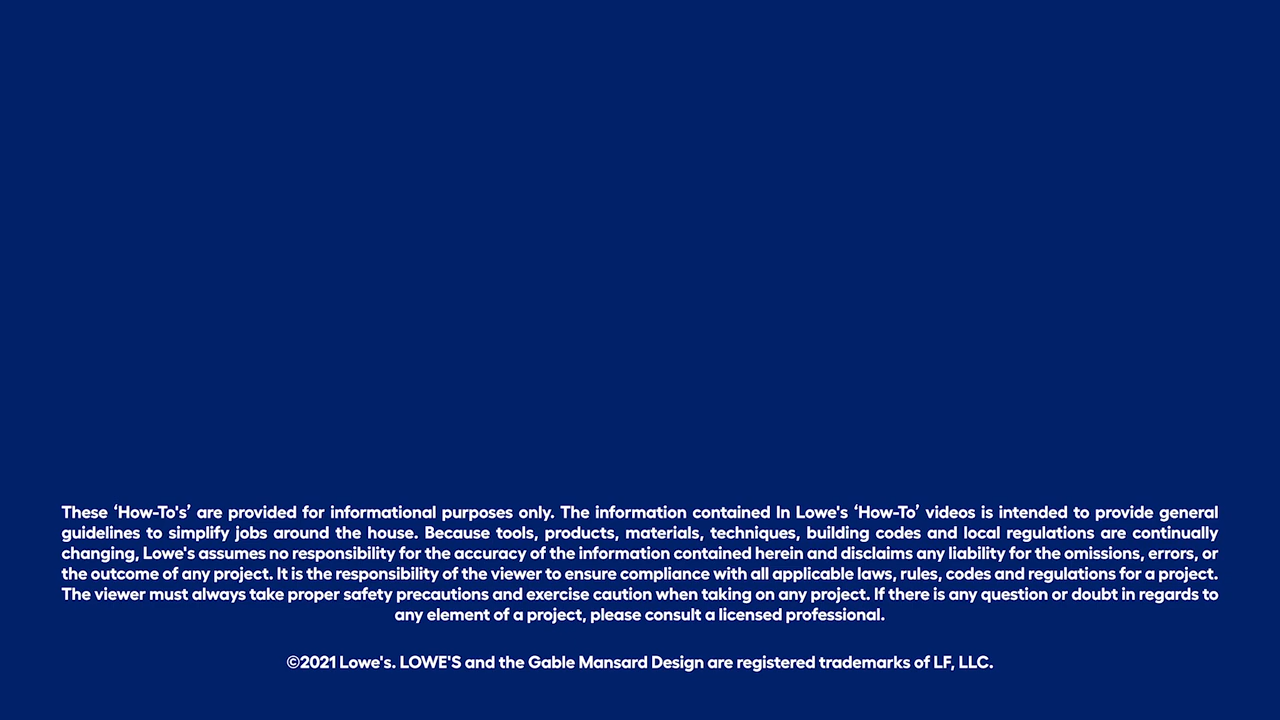 These ‘How-To's’ are provided for informational purposes only. The information contained In Lowe's ‘How-To’ videos is intended to provide general
guidelines to simplify jobs around the house. Because tools, products, materials, techniques, building codes and local regulations are continually
changing, Lowe's assumes no responsibility for the accuracy of the information contained herein and disclaims any liability for the omissions, errors, or
the outcome of any project. It is the responsibility of the viewer to ensure compliance with all applicable laws, rules, codes and regulations for a project.
The viewer must always take proper safety precautions and exercise caution when taking on any project. If there is any question or doubt in regards to
any element of a project, please consult a licensed professional.
©2021 Lowe's. LOWE'S and the Gable Mansard Design are registered trademarks of LF, LLC.